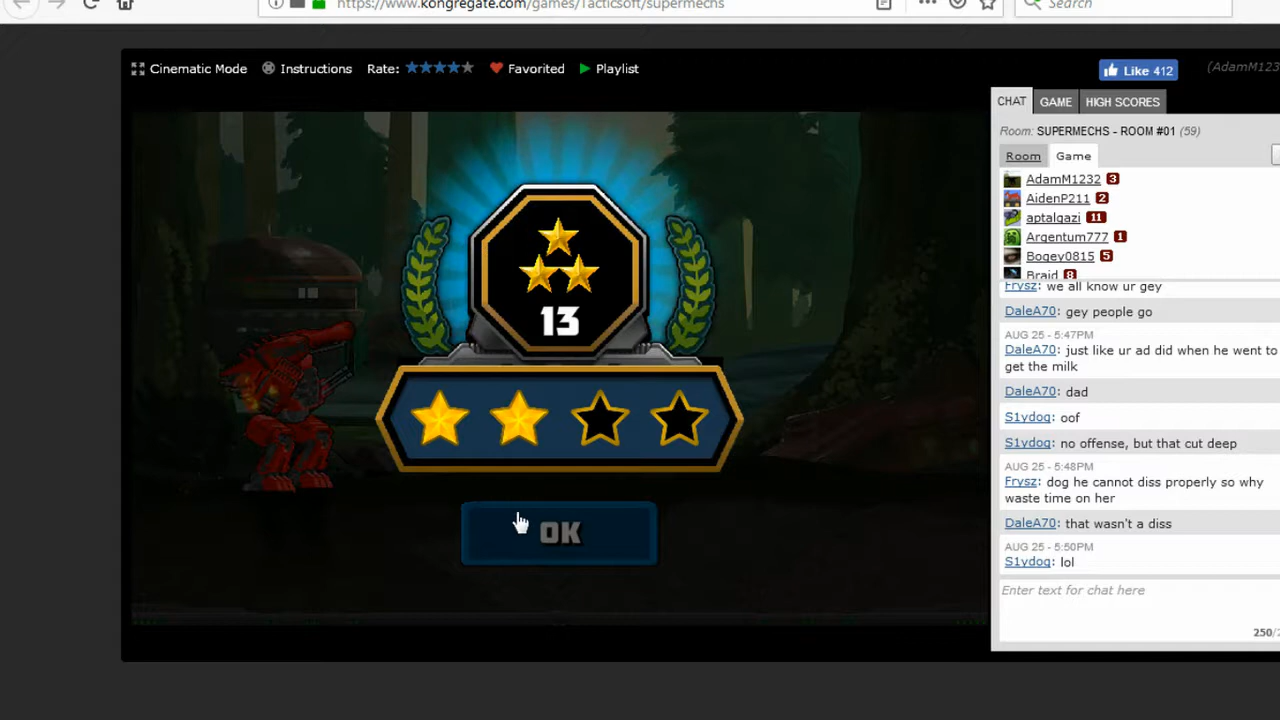 https://www.kongregate.com/games/Tacticsoft/supermechs
Search
Cinematic Mode Instructions Rate: Favorited Playlist
Like 412
(AdamM123
CHAT GAME HIGH SCORES
Room: SUPERMECHS - ROOM #01 (59)
Room Game
AdamM1232 3
AidenP211 2
aptalgazi 11
Argentum777 1
Bogey0815 5
Braid 8
Frysz: we all know ur gey
DaleA70: gey people go
AUG 25 - 5:47PM
DaleA70: just like ur ad did when he went to
get the milk
DaleA70: dad
S1ydog: oof
S1ydog: no offense, but that cut deep
AUG 25 - 5:48PM
Frysz: dog he cannot diss properly so why
waste time on her
DaleA70: that wasn't a diss
AUG 25 - 5:50PM
S1ydog: lol
Enter text for chat here
250/
13
OK